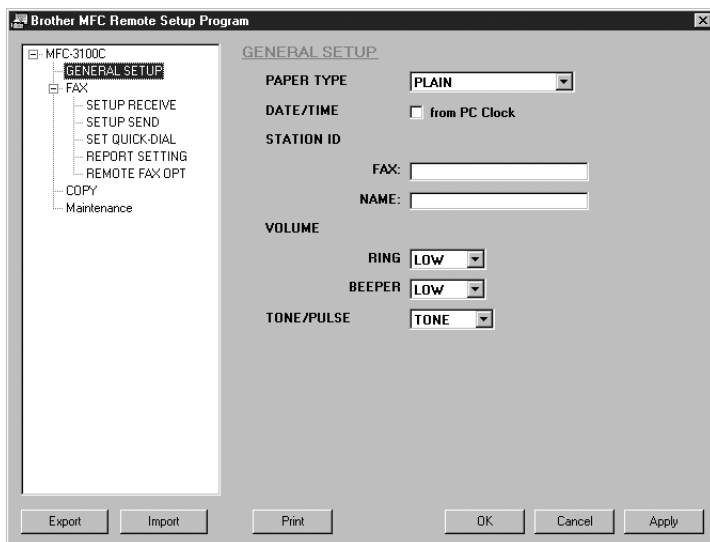 Brother MFC Remote Setup Program
MFC-3100C
GENERAL SETUP
FAX
SETUP RECEIVE
SETUP SEND
SET QUICK-DIAL
REPORT SETTING
REMOTE FAX OPT
COPY
Maintenance
GENERAL SETUP
PAPER TYPE PLAIN
DATE/TIME from PC Clock
STATION ID
FAX:
NAME:
VOLUME
RING LOW
BEEPER LOW
TONE/PULSE TONE
Export Import Print OK Cancel Apply